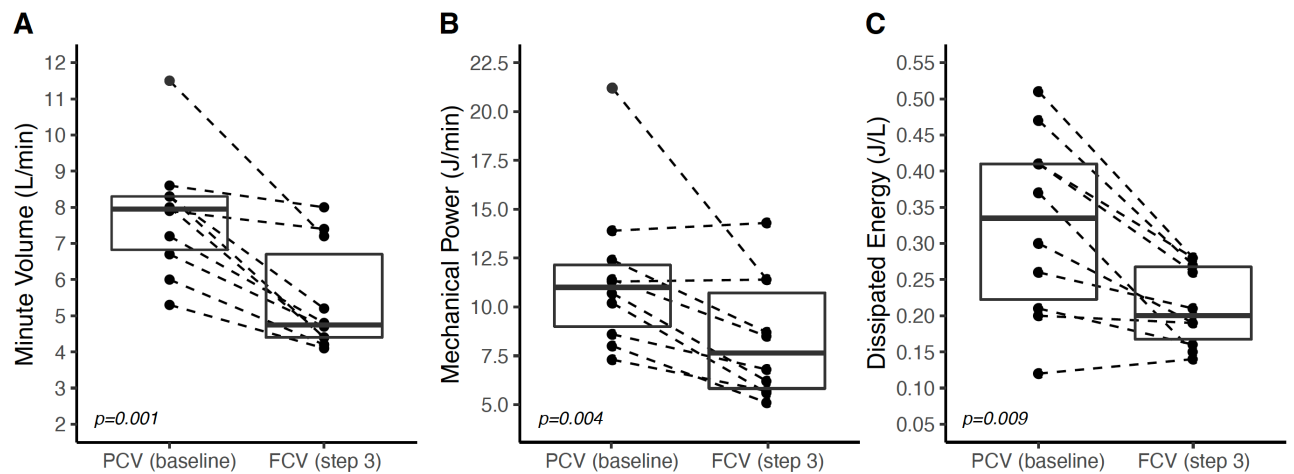 A
Minute Volume (L/min)
12
11
10
9
8
7
6
5
4
3
2
p=0.001
PCV (baseline) FCV (step 3)
B
Mechanical Power (J/min)
22.5
20.0
17.5
15.0
12.5
10.0
7.5
5.0
p=0.004
PCV (baseline) FCV (step 3)
C
Dissipated Energy (J/L)
0.55
0.50
0.45
0.40
0.35
0.30
0.25
0.20
0.15
0.10
0.05
p=0.009
PCV (baseline) FCV (step 3)